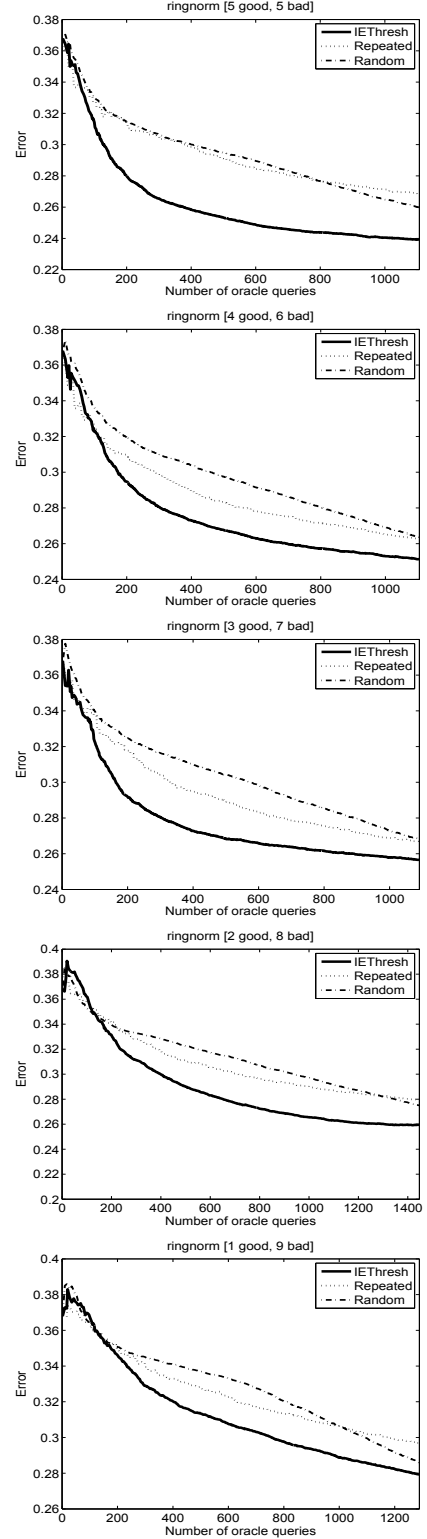 ringnorm [5 good, 5 bad]
0.38
0.36
0.34
0.32
0.3
0.28
0.26
0.24
0.22
Error
IEThresh
Repeated
Random
0 200 400 600 800 1000
Number of oracle queries
ringnorm [4 good, 6 bad]
0.38
0.36
0.34
0.32
0.3
0.28
0.26
0.24
Error
IEThresh
Repeated
Random
0 200 400 600 800 1000
Number of oracle queries
ringnorm [3 good, 7 bad]
0.38
0.36
0.34
0.32
0.3
0.28
0.26
0.24
Error
IEThresh
Repeated
Random
0 200 400 600 800 1000
Number of oracle queries
ringnorm [2 good, 8 bad]
0.4
0.38
0.36
0.34
0.32
0.3
0.28
0.26
0.24
0.22
0.2
Error
IEThresh
Repeated
Random
0 200 400 600 800 1000 1200 1400
Number of oracle queries
ringnorm [1 good, 9 bad]
0.4
0.38
0.36
0.34
0.32
0.3
0.28
0.26
Error
IEThresh
Repeated
Random
0 200 400 600 800 1000 1200
Number of oracle queries